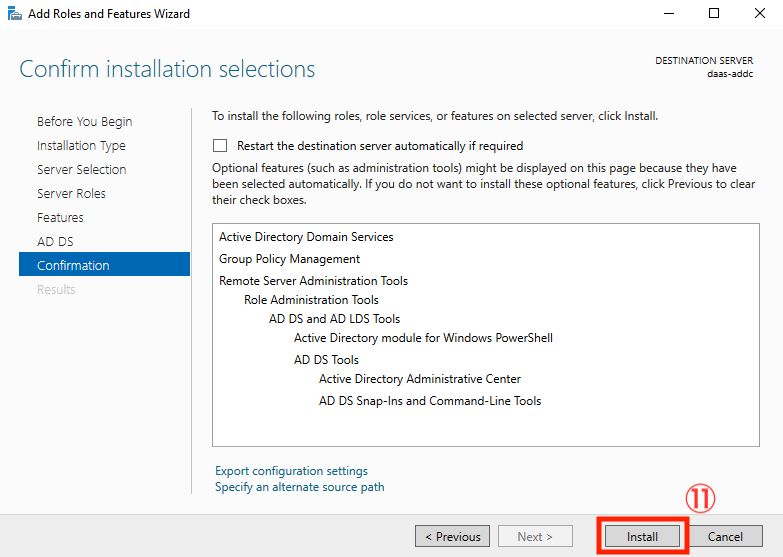 Add Roles and Features Wizard
Confirm installation selections
DESTINATION SERVER
daas-addc
Before You Begin
Installation Type
Server Selection
Server Roles
Features
AD DS
Confirmation
Results
To install the following roles, role services, or features on selected server, click Install.
Restart the destination server automatically if required
Optional features (such as administration tools) might be displayed on this page because they have
been selected automatically. If you do not want to install these optional features, click Previous to clear
their check boxes.
Active Directory Domain Services
Group Policy Management
Remote Server Administration Tools
Role Administration Tools
AD DS and AD LDS Tools
Active Directory module for Windows PowerShell
AD DS Tools
Active Directory Administrative Center
AD DS Snap-Ins and Command-Line Tools
Export configuration settings
Specify an alternate source path
⑪
< Previous
Next >
Install
Cancel